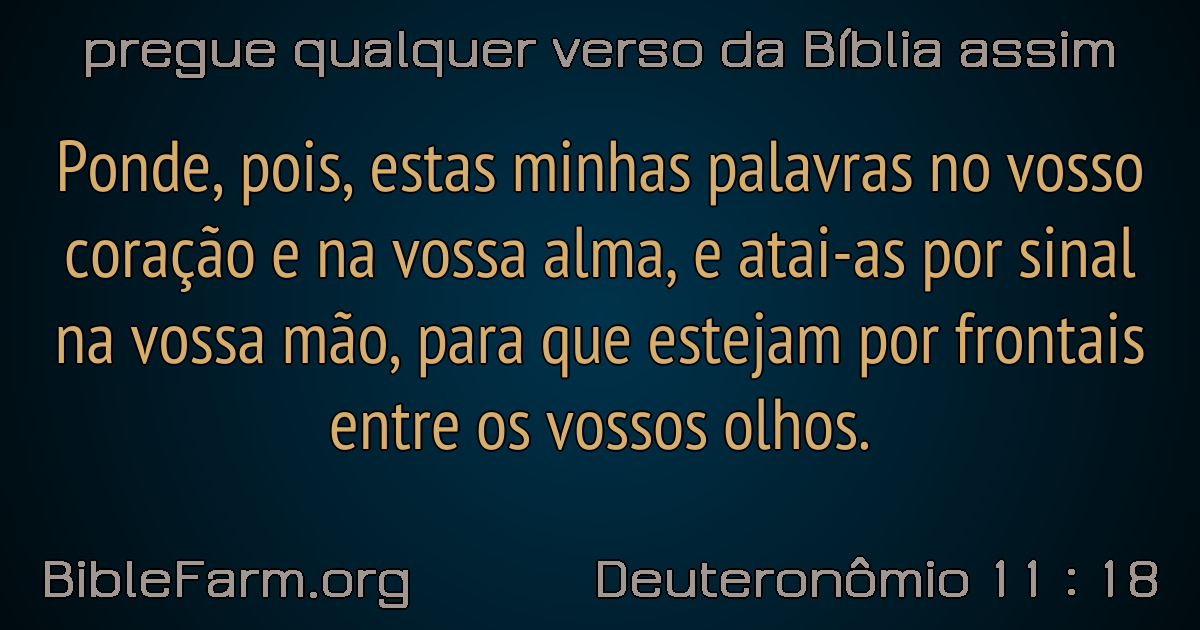 pregue qualquer verso da Bíblia assim
Ponde, pois, estas minhas palavras no vosso
coração e na vossa alma, e atai-as por sinal
na vossa mão, para que estejam por frontais
entre os vossos olhos.
BibleFarm.org
Deuteronômio 11 : 18